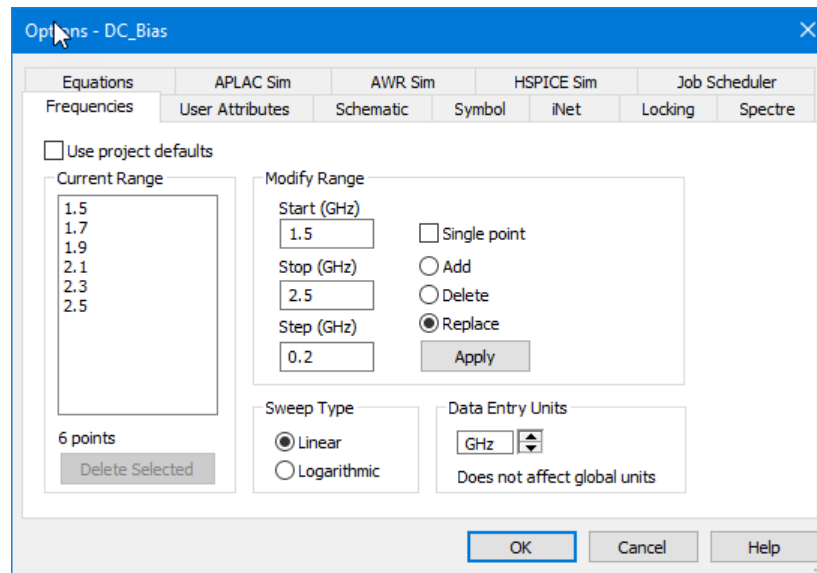 Options - DC_Bias
Equations APLAC Sim AWR Sim HSPICE Sim Job Scheduler
Frequencies User Attributes Schematic Symbol iNet Locking Spectre
Use project defaults
Current Range
1.5
1.7
1.9
2.1
2.3
2.5
6 points
Delete Selected
Modify Range
Start (GHz)
1.5
Single point
Stop (GHz)
Add
2.5
Delete
Step (GHz)
Replace
0.2
Apply
Sweep Type
Linear
Logarithmic
Data Entry Units
GHz
Does not affect global units
OK Cancel Help